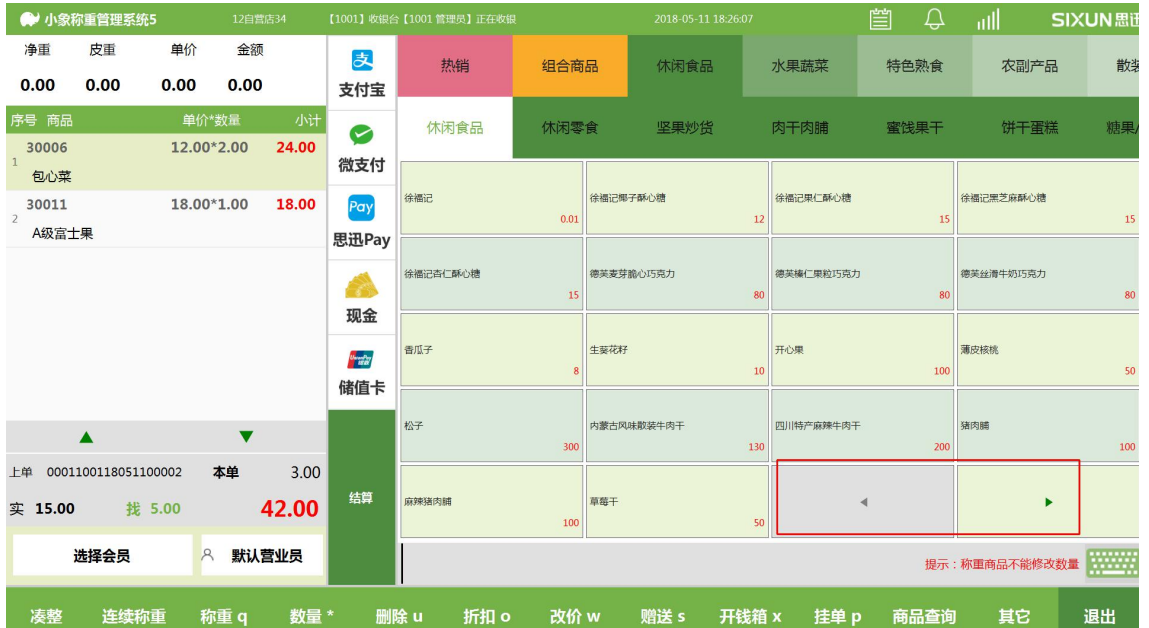 小象称重管理系统5 12自营店34 【1001】收银台【1001 管理员】正在收银 2018-05-11 18:26:07 SIXUN思迅
净重 皮重 单价 金额
0.00 0.00 0.00 0.00
序号 商品 单价*数量 小计
1 30006 12.00*2.00 24.00
包心菜
2 30011 18.00*1.00 18.00
A级富士果
上单 0001100118051100002 本单 3.00
实 15.00 找 5.00 42.00
选择会员 默认营业员
支
支付宝
微支付
Pay
思迅Pay
现金
UnionPay
储值卡
结算
热销 组合商品 休闲食品 水果蔬菜 特色熟食 农副产品 散装
休闲食品 休闲零食 坚果炒货 肉干肉脯 蜜饯果干 饼干蛋糕 糖果/
徐福记 0.01 徐福记椰子酥心糖 12 徐福记果仁酥心糖 15 徐福记黑芝麻酥心糖 15
徐福记杏仁酥心糖 15 德芙麦芽脆心巧克力 80 德芙榛仁果粒巧克力 80 德芙丝滑牛奶巧克力 80
香瓜子 8 生葵花籽 10 开心果 100 薄皮核桃 50
松子 300 内蒙古风味散装牛肉干 130 四川特产麻辣牛肉干 200 猪肉脯 100
麻辣猪肉脯 100 草莓干 50
提示：称重商品不能修改数量
凑整 连续称重 称重 q 数量 * 删除 u 折扣 o 改价 w 赠送 s 开钱箱 x 挂单 p 商品查询 其它 退出